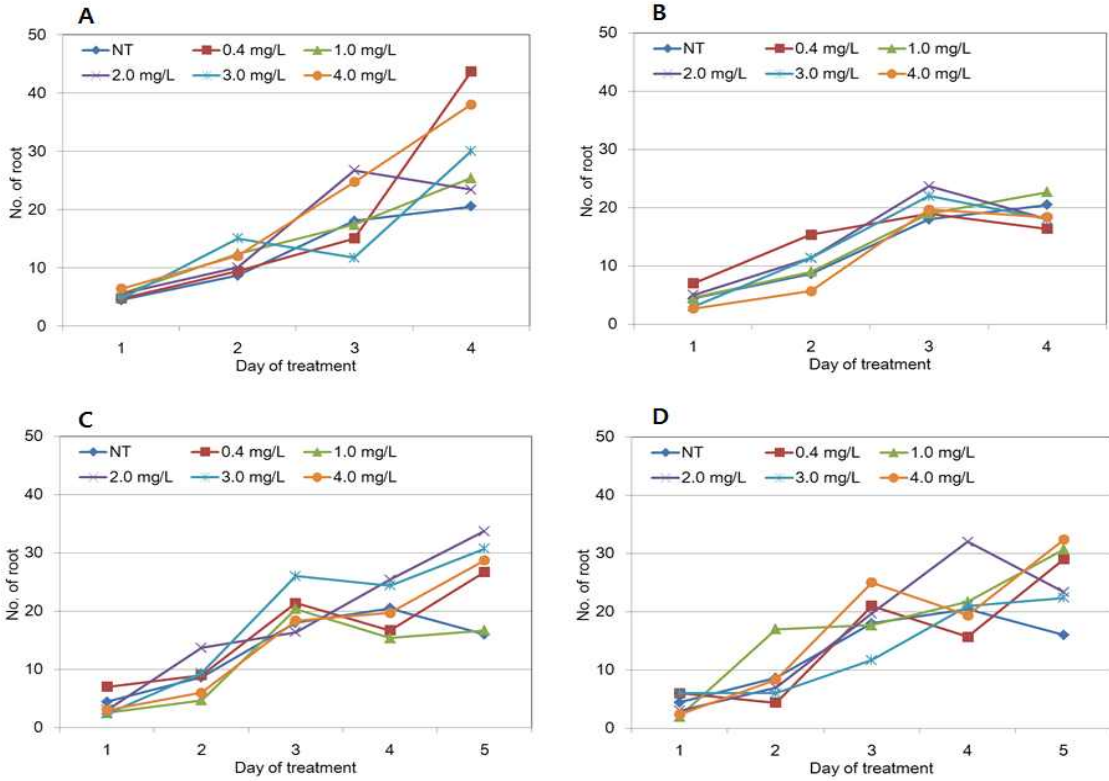 A
50
40
30
20
10
0
No. of root
NT 0.4 mg/L 1.0 mg/L
2.0 mg/L 3.0 mg/L 4.0 mg/L
1 2 3 4
Day of treatment
B
50
40
30
20
10
0
No. of root
NT 0.4 mg/L 1.0 mg/L
2.0 mg/L 3.0 mg/L 4.0 mg/L
1 2 3 4
Day of treatment
C
50
40
30
20
10
0
No. of root
NT 0.4 mg/L 1.0 mg/L
2.0 mg/L 3.0 mg/L 4.0 mg/L
1 2 3 4 5
Day of treatment
D
50
40
30
20
10
0
No. of root
NT 0.4 mg/L 1.0 mg/L
2.0 mg/L 3.0 mg/L 4.0 mg/L
1 2 3 4 5
Day of treatment